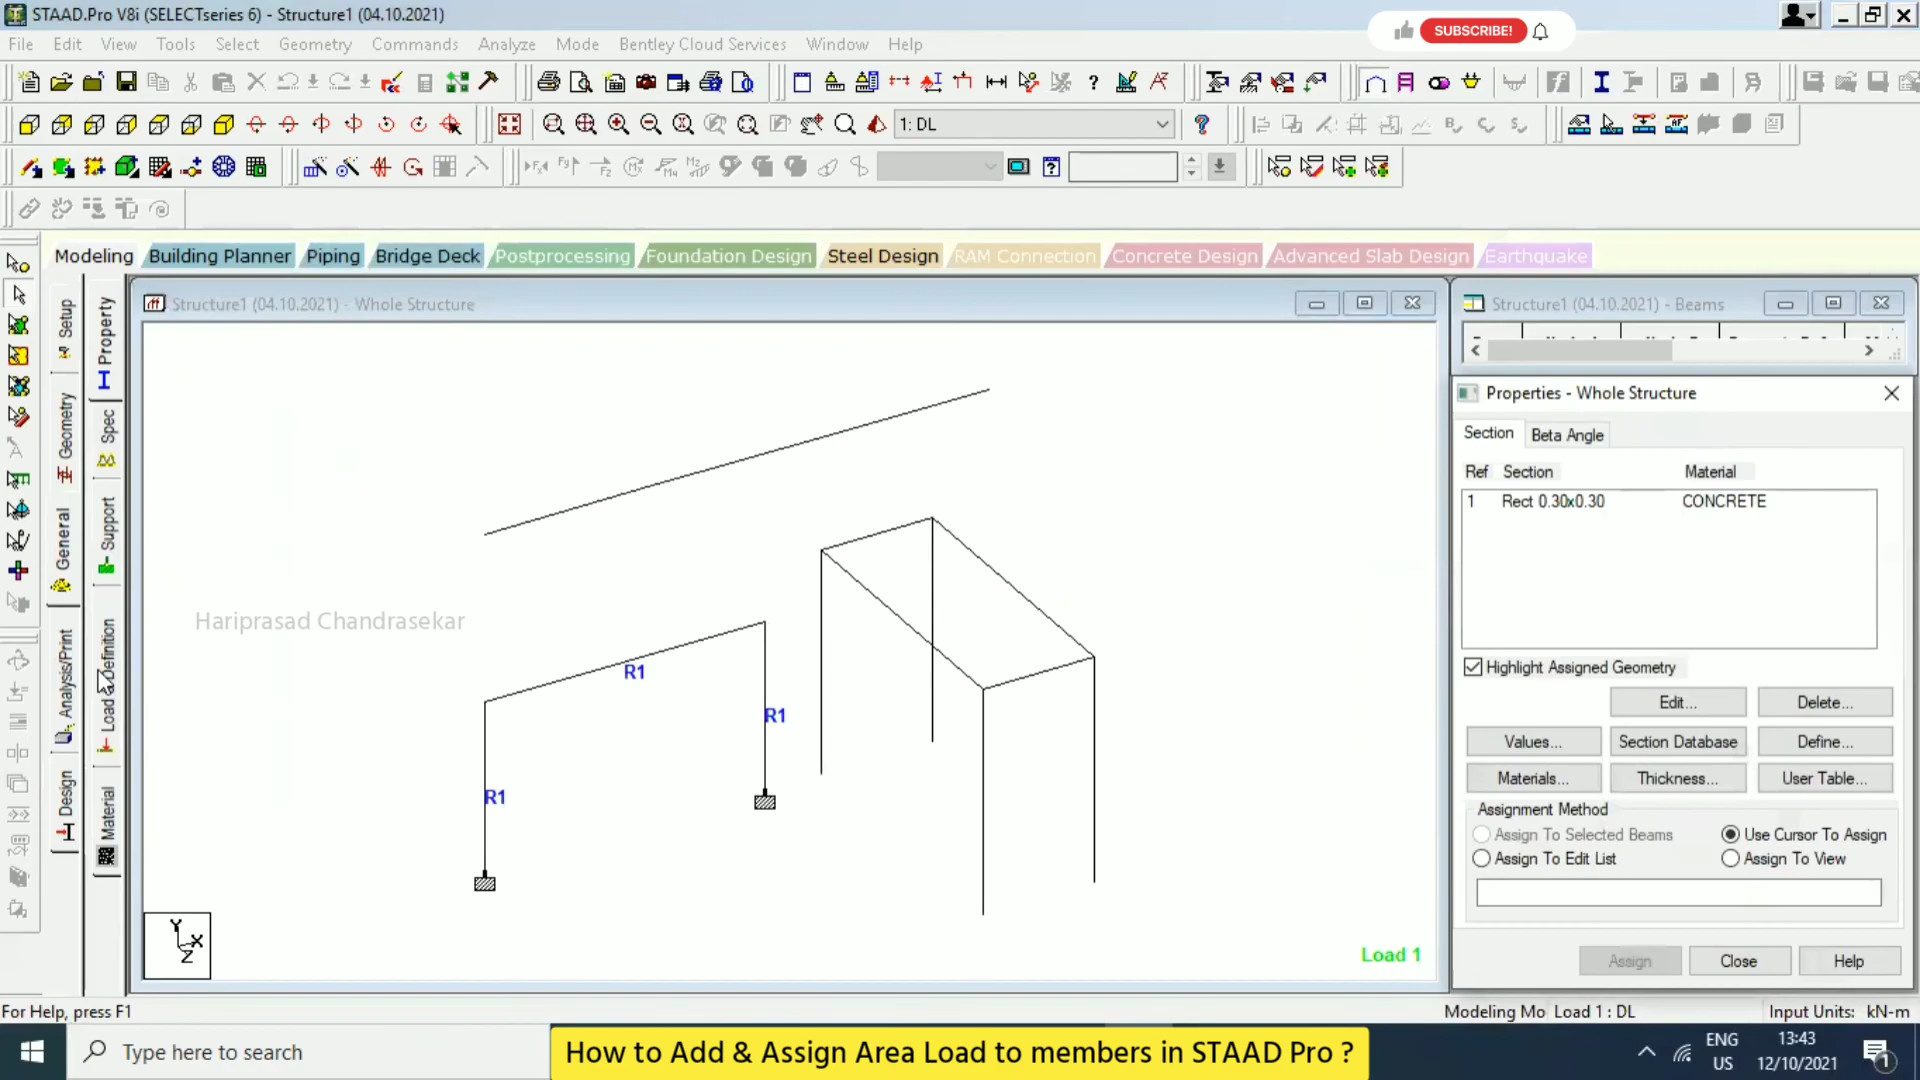 STAAD.Pro V8i (SELECTseries 6) - Structure1 (04.10.2021)
SUBSCRIBE!
File Edit View Tools Select Geometry Commands Analyze Mode Bentley Cloud Services Window Help
1: DL
Modeling Building Planner Piping Bridge Deck Postprocessing Foundation Design Steel Design RAM Connection Concrete Design Advanced Slab Design Earthquake
Setup
Geometry
General
Analysis/Print
Design
Property
Spec
Support
Load & Definition
Material
Structure1 (04.10.2021) - Whole Structure
Hariprasad Chandrasekar
R1
R1
R1
Y
X
Z
Load 1
Structure1 (04.10.2021) - Beams
Properties - Whole Structure
Section Beta Angle
Ref Section Material
1 Rect 0.30x0.30 CONCRETE
Highlight Assigned Geometry
Edit... Delete...
Values... Section Database Define...
Materials... Thickness... User Table...
Assignment Method
Assign To Selected Beams Use Cursor To Assign
Assign To Edit List Assign To View
Assign Close Help
For Help, press F1
Modeling Mo Load 1 : DL Input Units: kN-m
Type here to search
How to Add & Assign Area Load to members in STAAD Pro ?
ENG
US
13:43
12/10/2021
1